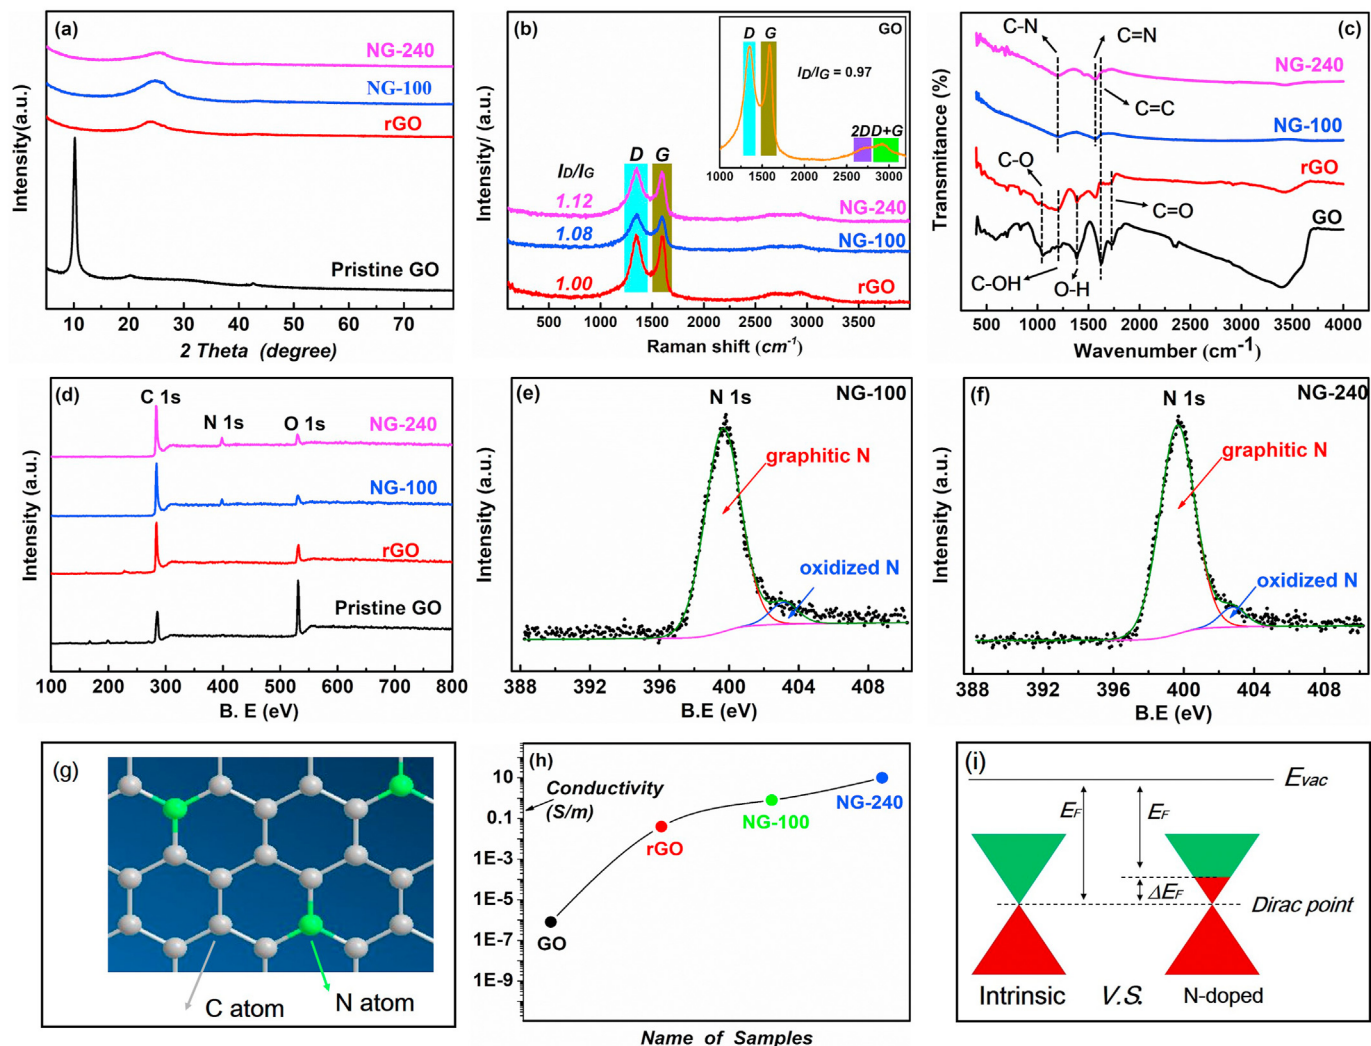 (a)
NG-240
NG-100
rGO
Pristine GO
Intensity(a.u.)
10 20 30 40 50 60 70
2 Theta (degree)
(b)
D G GO
I_D/I_G = 0.97
2D D+G
1000 1500 2000 2500 3000
D G
I_D/I_G
1.12 NG-240
1.08 NG-100
1.00 rGO
Intensity/ (a.u.)
500 1000 1500 2000 2500 3000 3500
Raman shift (cm-1)
(c)
C-N C=N
NG-240
C=C
NG-100
C-O rGO
C=O GO
C-OH O-H
Transmitance (%)
500 1000 1500 2000 2500 3000 3500 4000
Wavenumber (cm-1)
(d)
C 1s
N 1s O 1s
NG-240
NG-100
rGO
Pristine GO
Intensity (a.u.)
100 200 300 400 500 600 700 800
B. E (eV)
(e) N 1s NG-100
graphitic N
oxidized N
Intensity (a.u.)
388 392 396 400 404 408
B.E (eV)
(f) N 1s NG-240
graphitic N
oxidized N
Intensity (a.u.)
388 392 396 400 404 408
B.E (eV)
(g)
C atom N atom
(h)
10
0.1
1E-3
1E-5
1E-7
1E-9
Conductivity
(S/m)
NG-240
NG-100
rGO
GO
Name of Samples
(i)
Evac
EF EF
ΔEF
Dirac point
Intrinsic V.S. N-doped